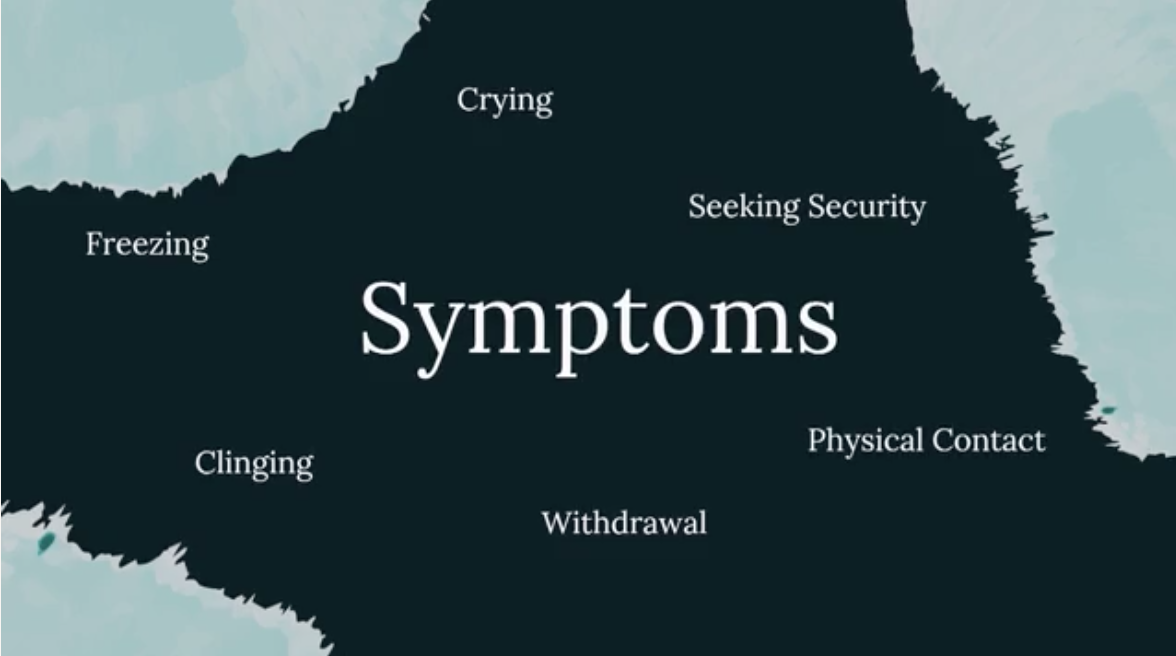 Crying
Seeking Security
Freezing
Symptoms
Physical Contact
Clinging
Withdrawal